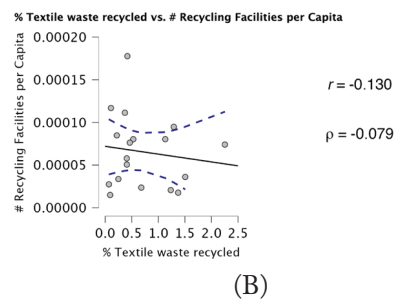 % Textile waste recycled vs. # Recycling Facilities per Capita
# Recycling Facilities per Capita
0.00020
0.00015
0.00010
0.00005
0.00000
0.0 0.5 1.0 1.5 2.0 2.5
% Textile waste recycled
r = -0.130
ρ = -0.079
(B)